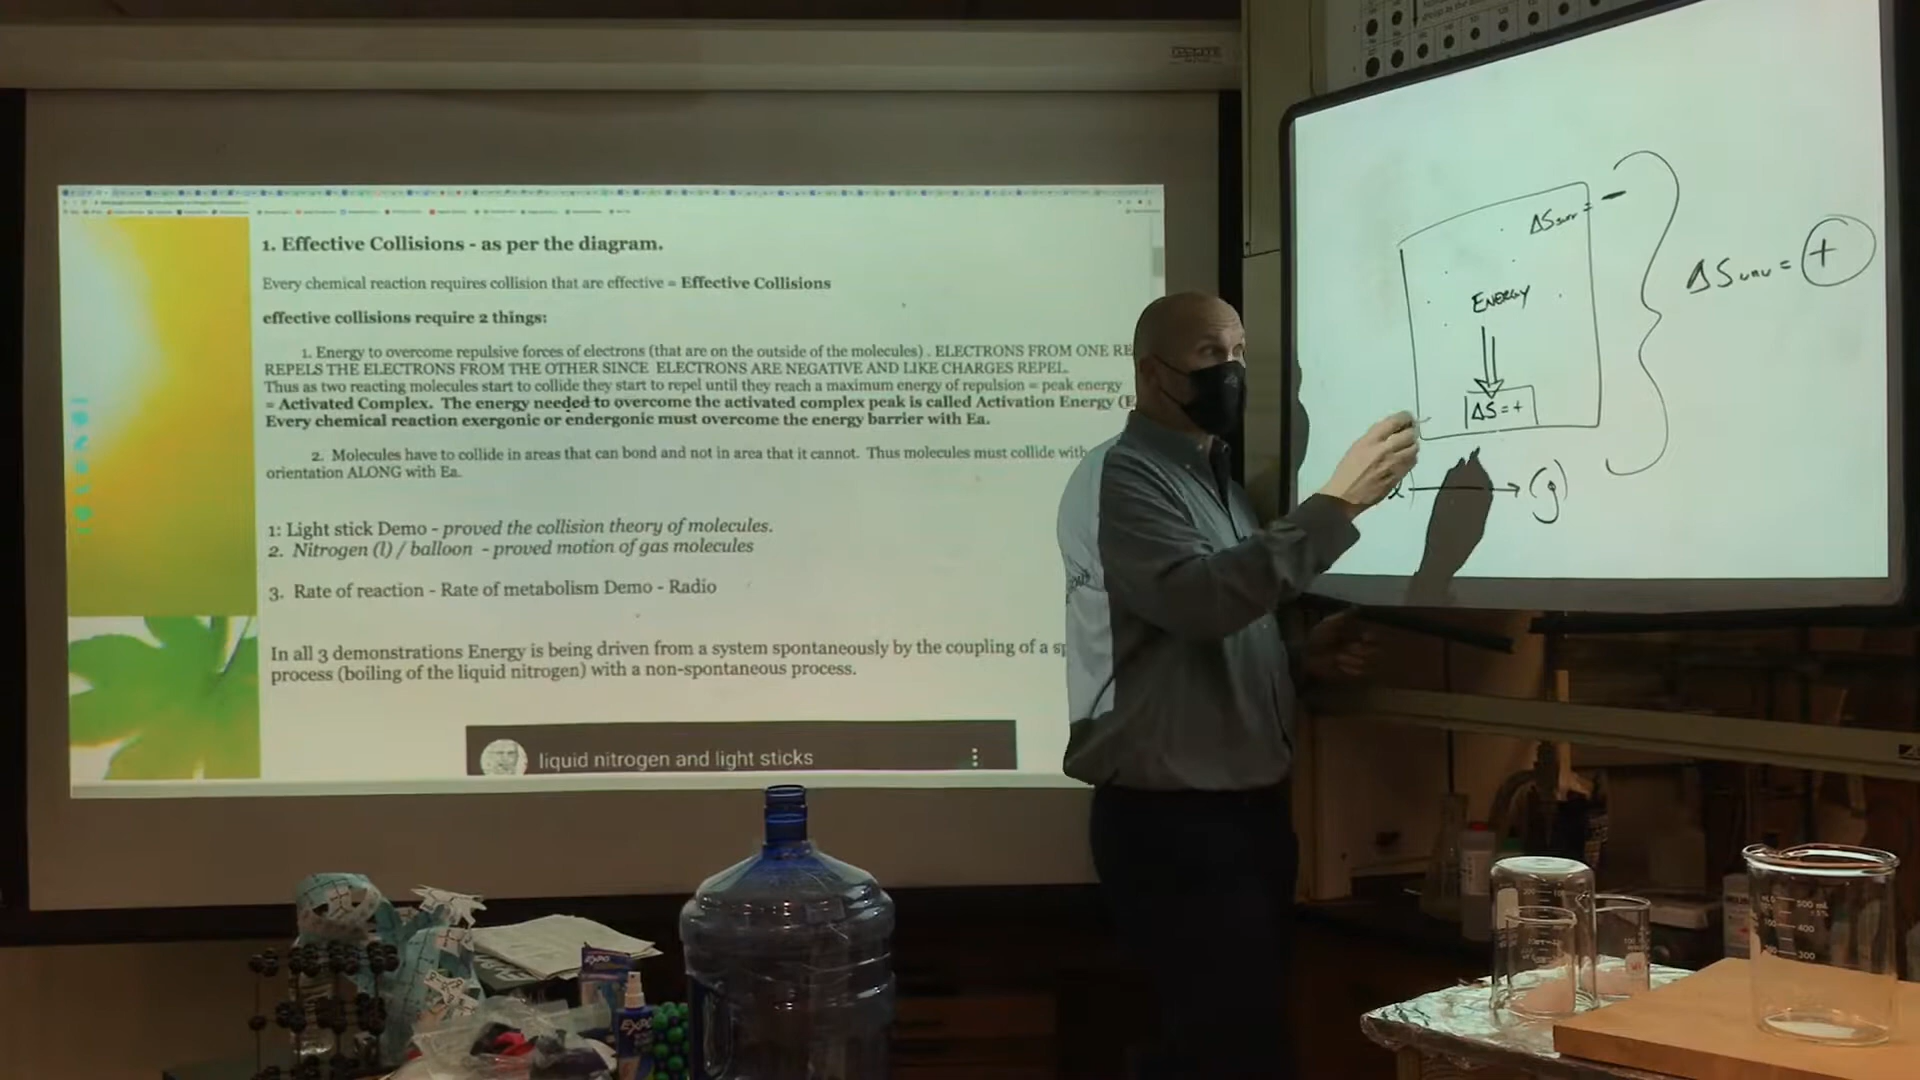 1. Effective Collisions - as per the diagram.
Every chemical reaction requires collision that are effective = Effective Collisions
effective collisions require 2 things:
1. Energy to overcome repulsive forces of electrons (that are on the outside of the molecules) . ELECTRONS FROM ONE RE
REPELS THE ELECTRONS FROM THE OTHER SINCE ELECTRONS ARE NEGATIVE AND LIKE CHARGES REPEL.
Thus as two reacting molecules start to collide they start to repel until they reach a maximum energy of repulsion = peak energy
= Activated Complex. The energy needed to overcome the activated complex peak is called Activation Energy (E
Every chemical reaction exergonic or endergonic must overcome the energy barrier with Ea.
2. Molecules have to collide in areas that can bond and not in area that it cannot. Thus molecules must collide with
orientation ALONG with Ea.
1: Light stick Demo - proved the collision theory of molecules.
2. Nitrogen (l) / balloon - proved motion of gas molecules
3. Rate of reaction - Rate of metabolism Demo - Radio
In all 3 demonstrations Energy is being driven from a system spontaneously by the coupling of a sp
process (boiling of the liquid nitrogen) with a non-spontaneous process.
liquid nitrogen and light sticks
ΔSsurr = -
ENERGY
ΔS = +
ΔSunv = +
l → (g)
EXPO
EXPO
500 mL
400
300